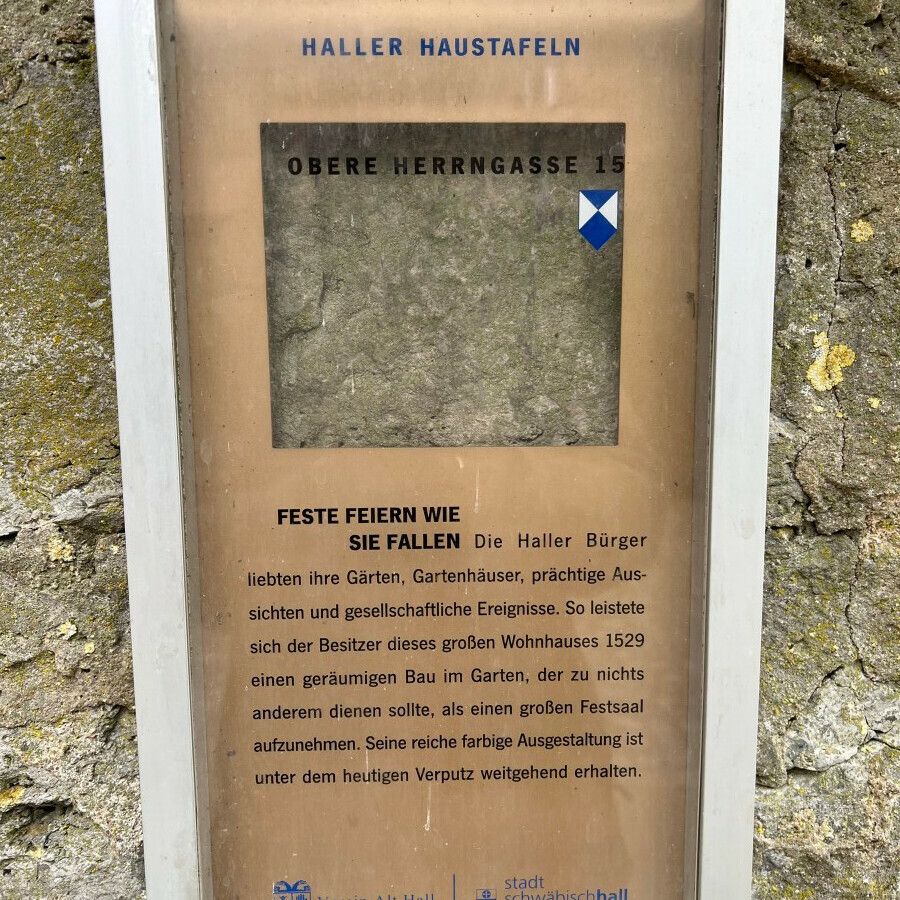 HALLER HAUSTAFELN
OBERE HERRNGASSE 15
FESTE FEIERN WIE
SIE FALLEN Die Haller Bürger
liebten ihre Gärten, Gartenhäuser, prächtige Aus-
sichten und gesellschaftliche Ereignisse. So leistete
sich der Besitzer dieses großen Wohnhauses 1529
einen geräumigen Bau im Garten, der zu nichts
anderem dienen sollte, als einen großen Festsaal
aufzunehmen. Seine reiche farbige Ausgestaltung ist
unter dem heutigen Verputz weitgehend erhalten.
Verein Alt Hall
stadt
schwäbischhall